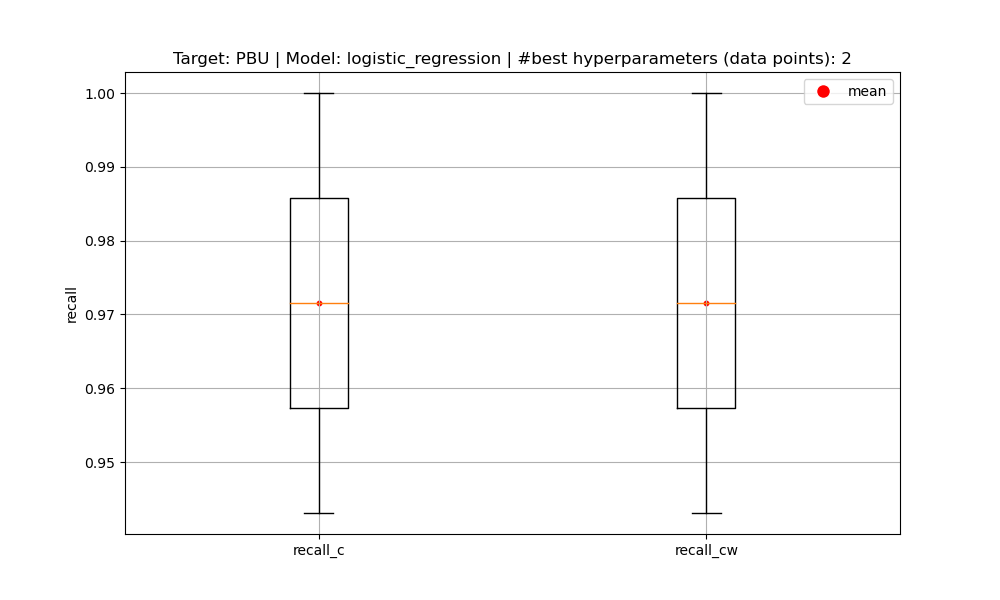 Target: PBU | Model: logistic_regression | #best hyperparameters (data points): 2
mean
1.00
0.99
0.98
0.97
0.96
0.95
recall
recall_c
recall_cw